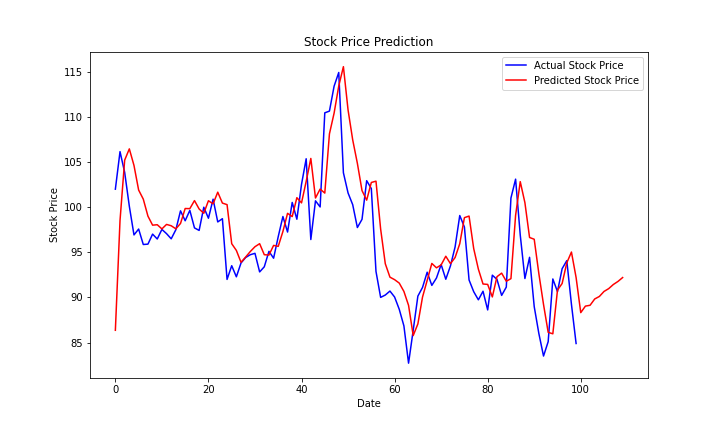 Stock Price Prediction
Actual Stock Price
Predicted Stock Price
115
110
105
100
95
90
85
Stock Price
0
20
40
60
80
100
Date